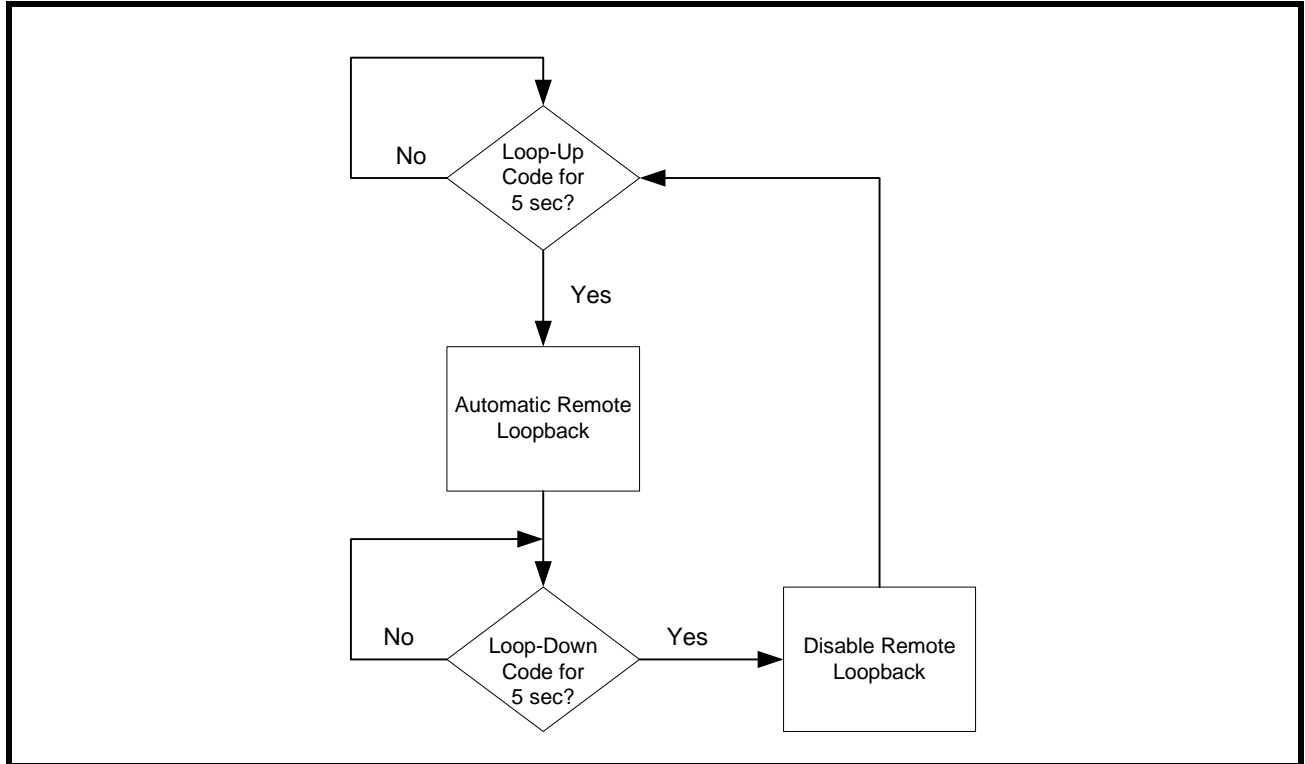 No
Loop-Up
Code for
5 sec?
Yes
Automatic Remote
Loopback
No
Loop-Down
Code for
5 sec?
Yes
Disable Remote
Loopback